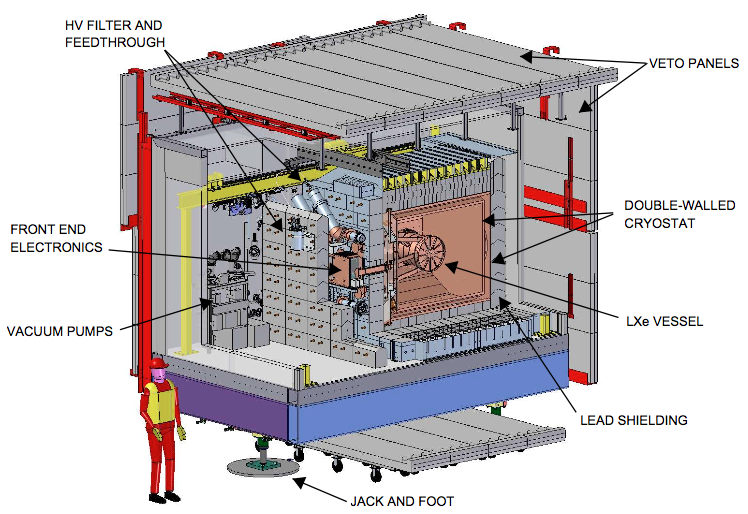 HV FILTER AND
FEEDTHROUGH
VETO PANELS
DOUBLE-WALLED
CRYOSTAT
FRONT END
ELECTRONICS
VACUUM PUMPS
LXe VESSEL
LEAD SHIELDING
JACK AND FOOT